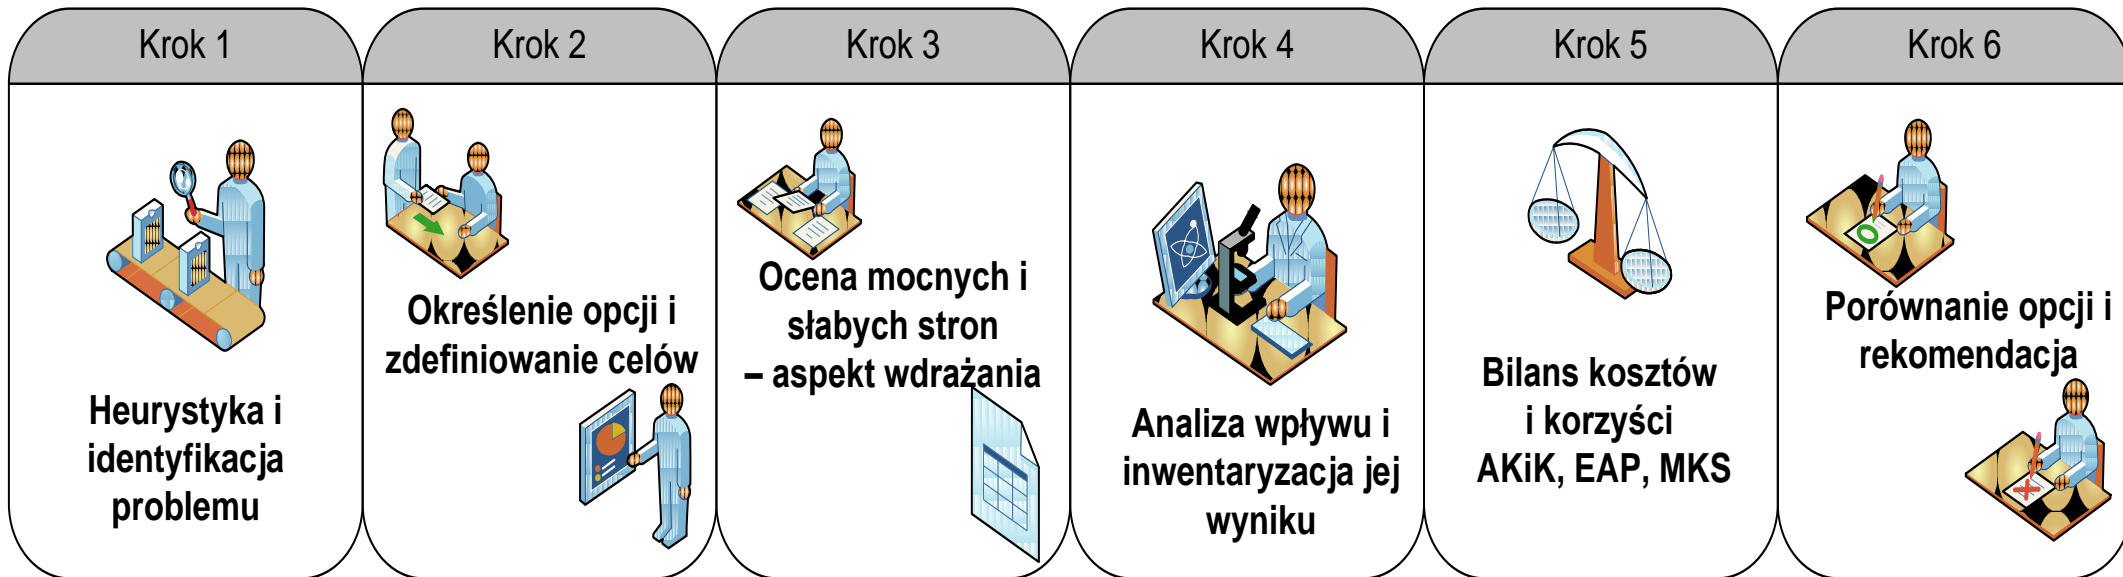 Krok 1
Heurystyka i
identyfikacja
problemu
Krok 2
Określenie opcji i
zdefiniowanie celów
Krok 3
Ocena mocnych i
słabych stron
– aspekt wdrażania
Krok 4
Analiza wpływu i
inwentaryzacja jej
wyniku
Krok 5
Bilans kosztów
i korzyści
AKiK, EAP, MKS
Krok 6
Porównanie opcji i
rekomendacja